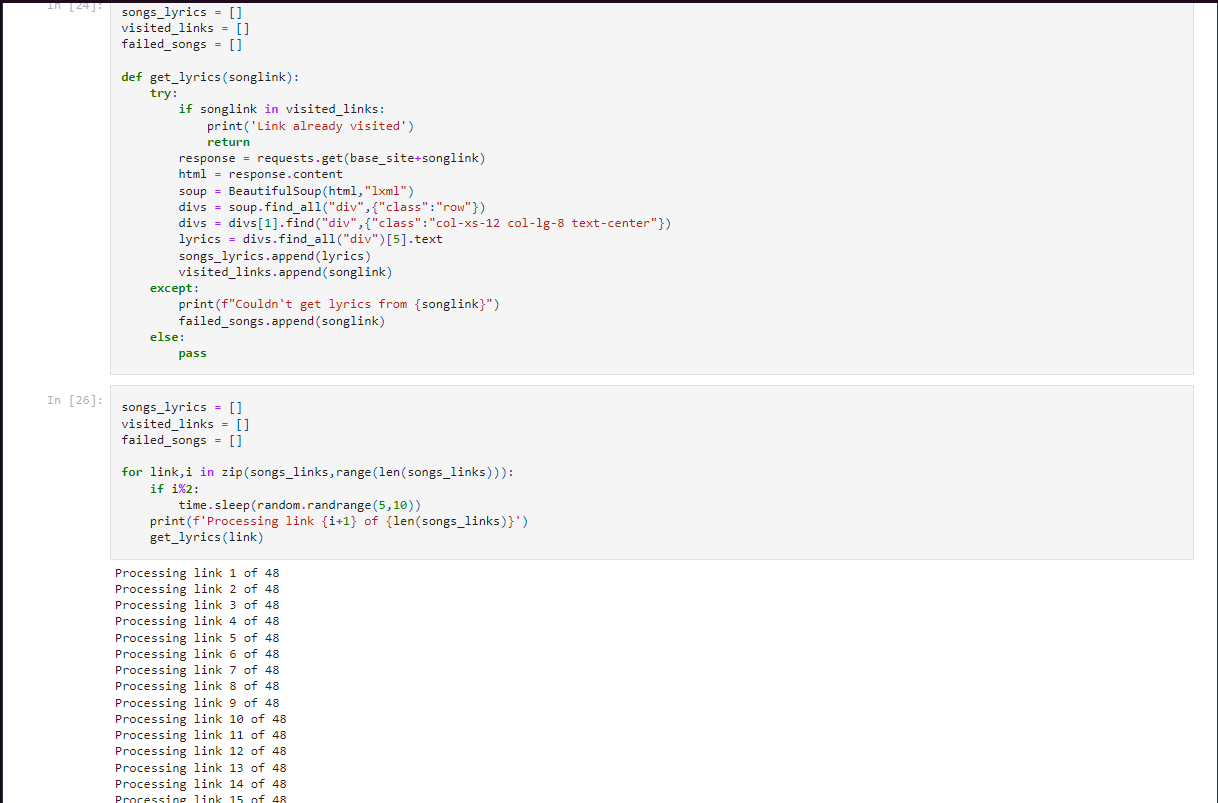 In [24]:
songs_lyrics = []
visited_links = []
failed_songs = []

def get_lyrics(songlink):
    try:
        if songlink in visited_links:
            print('Link already visited')
            return
        response = requests.get(base_site+songlink)
        html = response.content
        soup = BeautifulSoup(html,"lxml")
        divs = soup.find_all("div",{"class":"row"})
        divs = divs[1].find("div",{"class":"col-xs-12 col-lg-8 text-center"})
        lyrics = divs.find_all("div")[5].text
        songs_lyrics.append(lyrics)
        visited_links.append(songlink)
    except:
        print(f"Couldn't get lyrics from {songlink}")
        failed_songs.append(songlink)
    else:
        pass

In [26]:
songs_lyrics = []
visited_links = []
failed_songs = []

for link,i in zip(songs_links,range(len(songs_links))):
    if i%2:
        time.sleep(random.randrange(5,10))
    print(f'Processing link {i+1} of {len(songs_links)}')
    get_lyrics(link)

Processing link 1 of 48
Processing link 2 of 48
Processing link 3 of 48
Processing link 4 of 48
Processing link 5 of 48
Processing link 6 of 48
Processing link 7 of 48
Processing link 8 of 48
Processing link 9 of 48
Processing link 10 of 48
Processing link 11 of 48
Processing link 12 of 48
Processing link 13 of 48
Processing link 14 of 48
Processing link 15 of 48